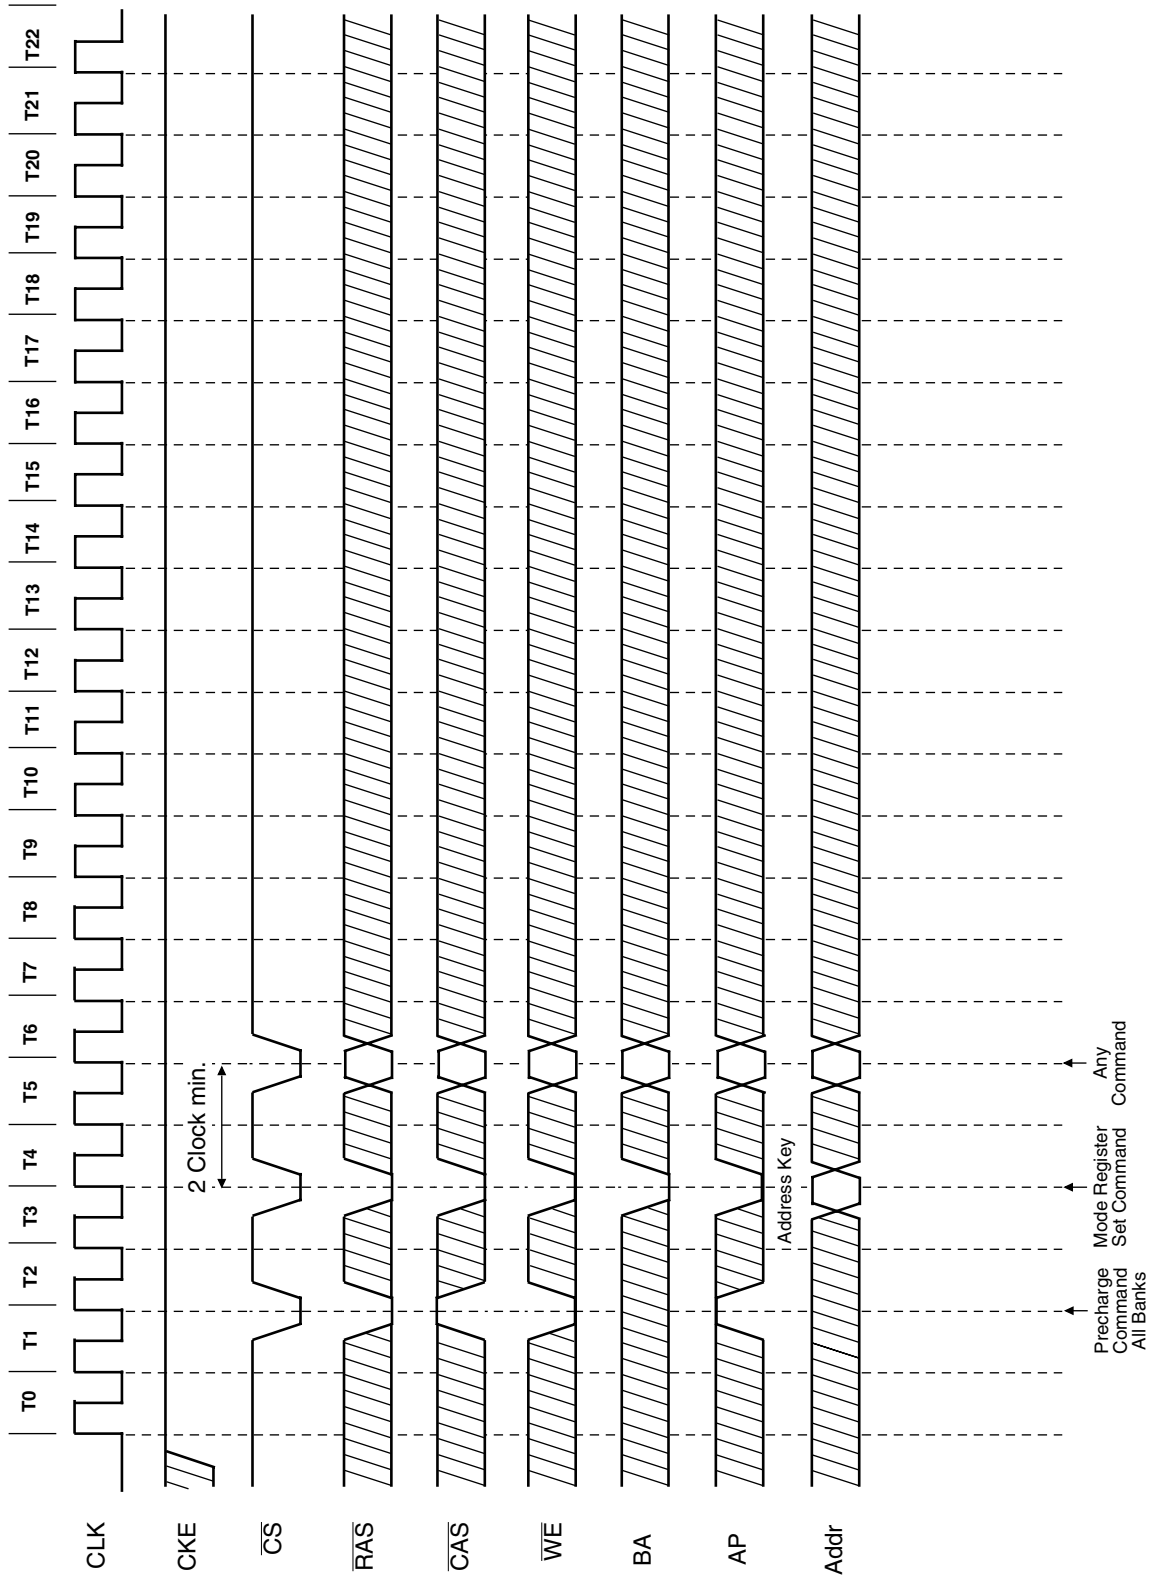 T0 T1 T2 T3 T4 T5 T6 T7 T8 T9 T10 T11 T12 T13 T14 T15 T16 T17 T18 T19 T20 T21 T22
CLK
CKE
2 Clock min.
CS
RAS
CAS
WE
BA
AP
Address Key
Addr
Precharge
Command
All Banks
Mode Register
Set Command
Any
Command